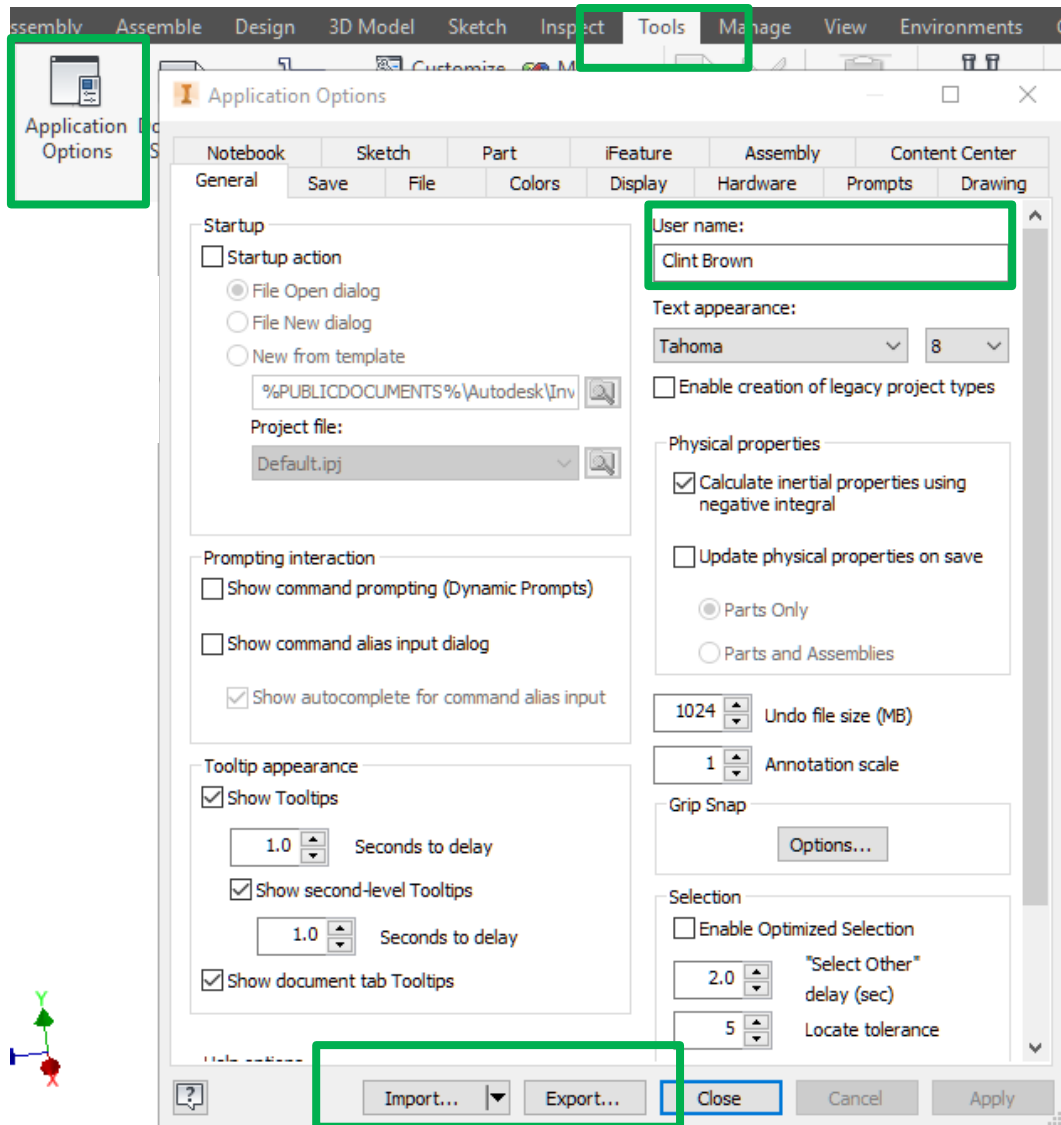 ssembly Assemble Design 3D Model Sketch Inspect Tools Manage View Environments
Customize
Application Options
Application
Options
Notebook Sketch Part iFeature Assembly Content Center
General Save File Colors Display Hardware Prompts Drawing
Startup
Startup action
File Open dialog
File New dialog
New from template
%PUBLICDOCUMENTS%\Autodesk\Inv
Project file:
Default.ipj
Prompting interaction
Show command prompting (Dynamic Prompts)
Show command alias input dialog
Show autocomplete for command alias input
Tooltip appearance
Show Tooltips
1.0 Seconds to delay
Show second-level Tooltips
1.0 Seconds to delay
Show document tab Tooltips
User name:
Clint Brown
Text appearance:
Tahoma 8
Enable creation of legacy project types
Physical properties
Calculate inertial properties using
negative integral
Update physical properties on save
Parts Only
Parts and Assemblies
1024 Undo file size (MB)
1 Annotation scale
Grip Snap
Options...
Selection
Enable Optimized Selection
2.0 "Select Other"
delay (sec)
5 Locate tolerance
Y
X
Import... Export... Close Cancel Apply